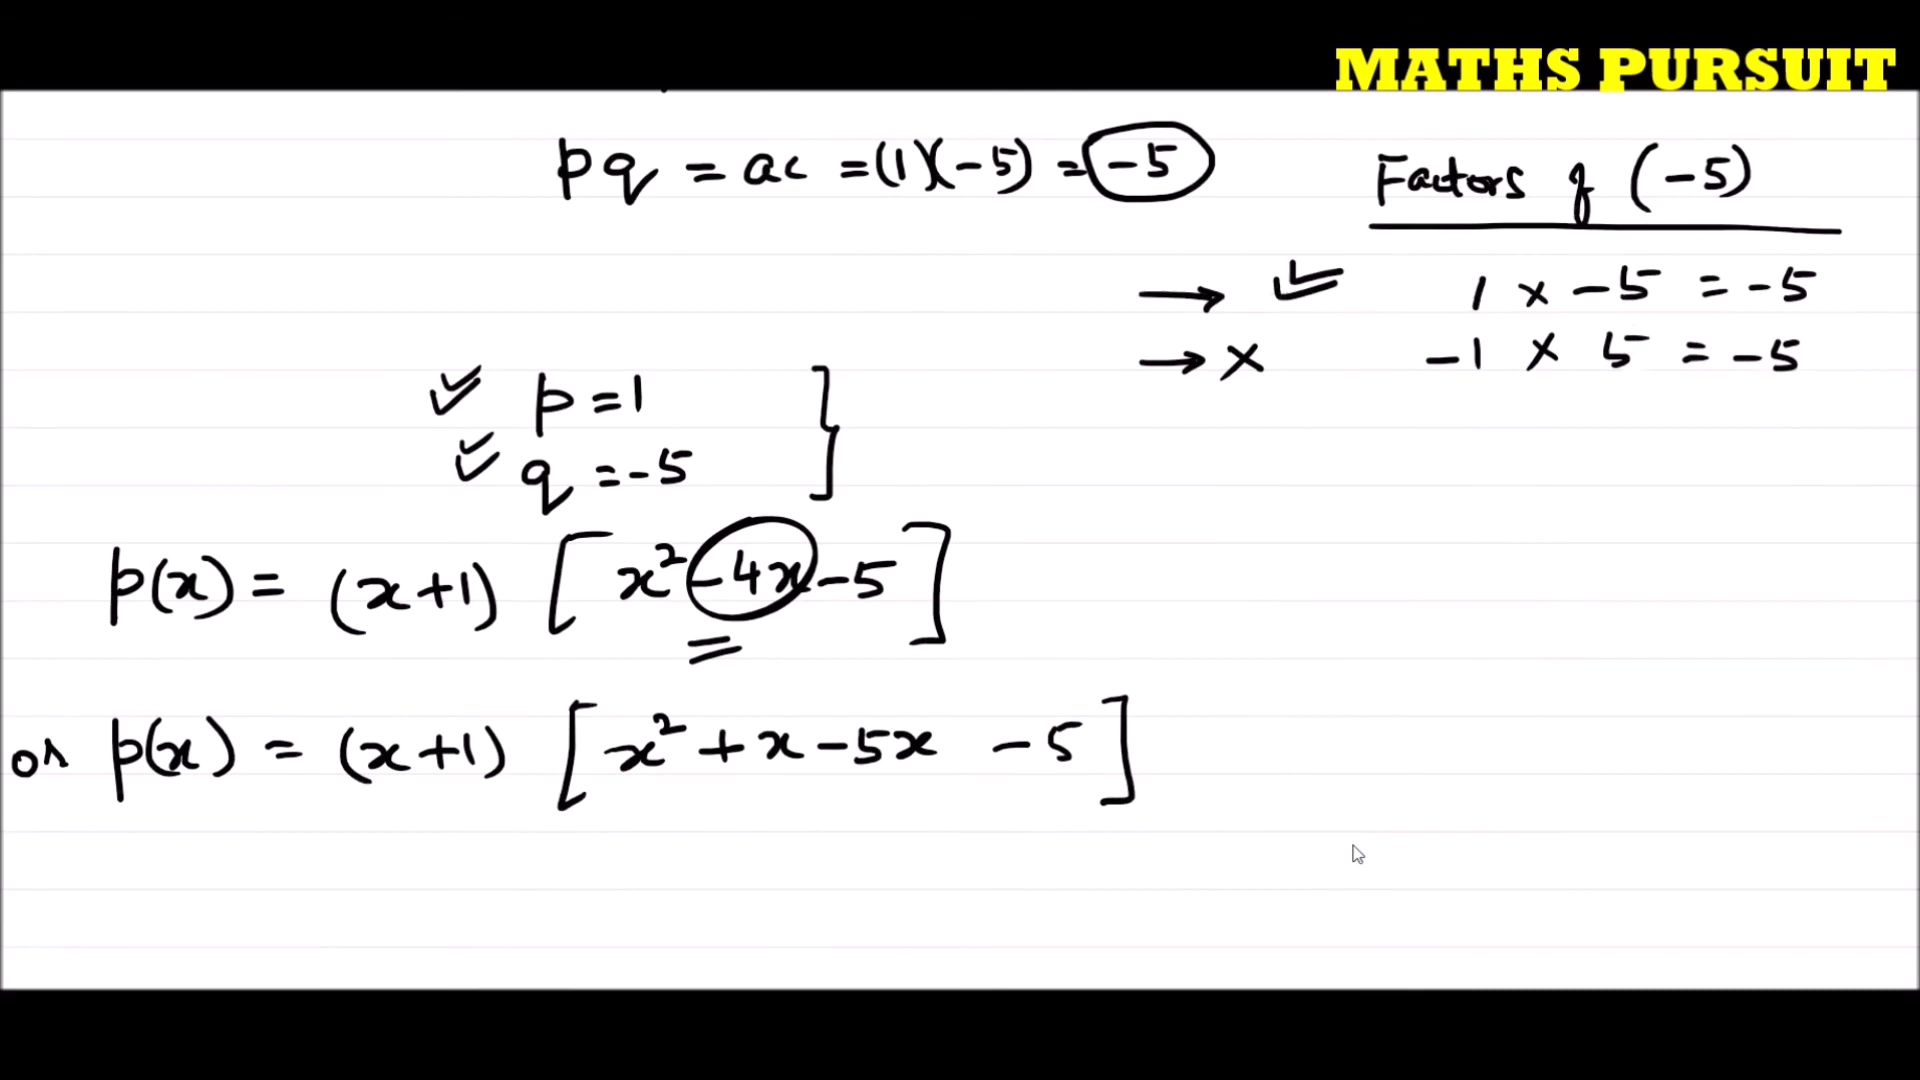 MATHS PURSUIT
pq = ac = (1)(-5) = -5
Factors of (-5)
→ ✓ 1 × -5 = -5
→ × -1 × 5 = -5
✓ p = 1
✓ q = -5
p(x) = (x+1) [x² - 4x - 5]
or p(x) = (x+1) [x² + x - 5x - 5]